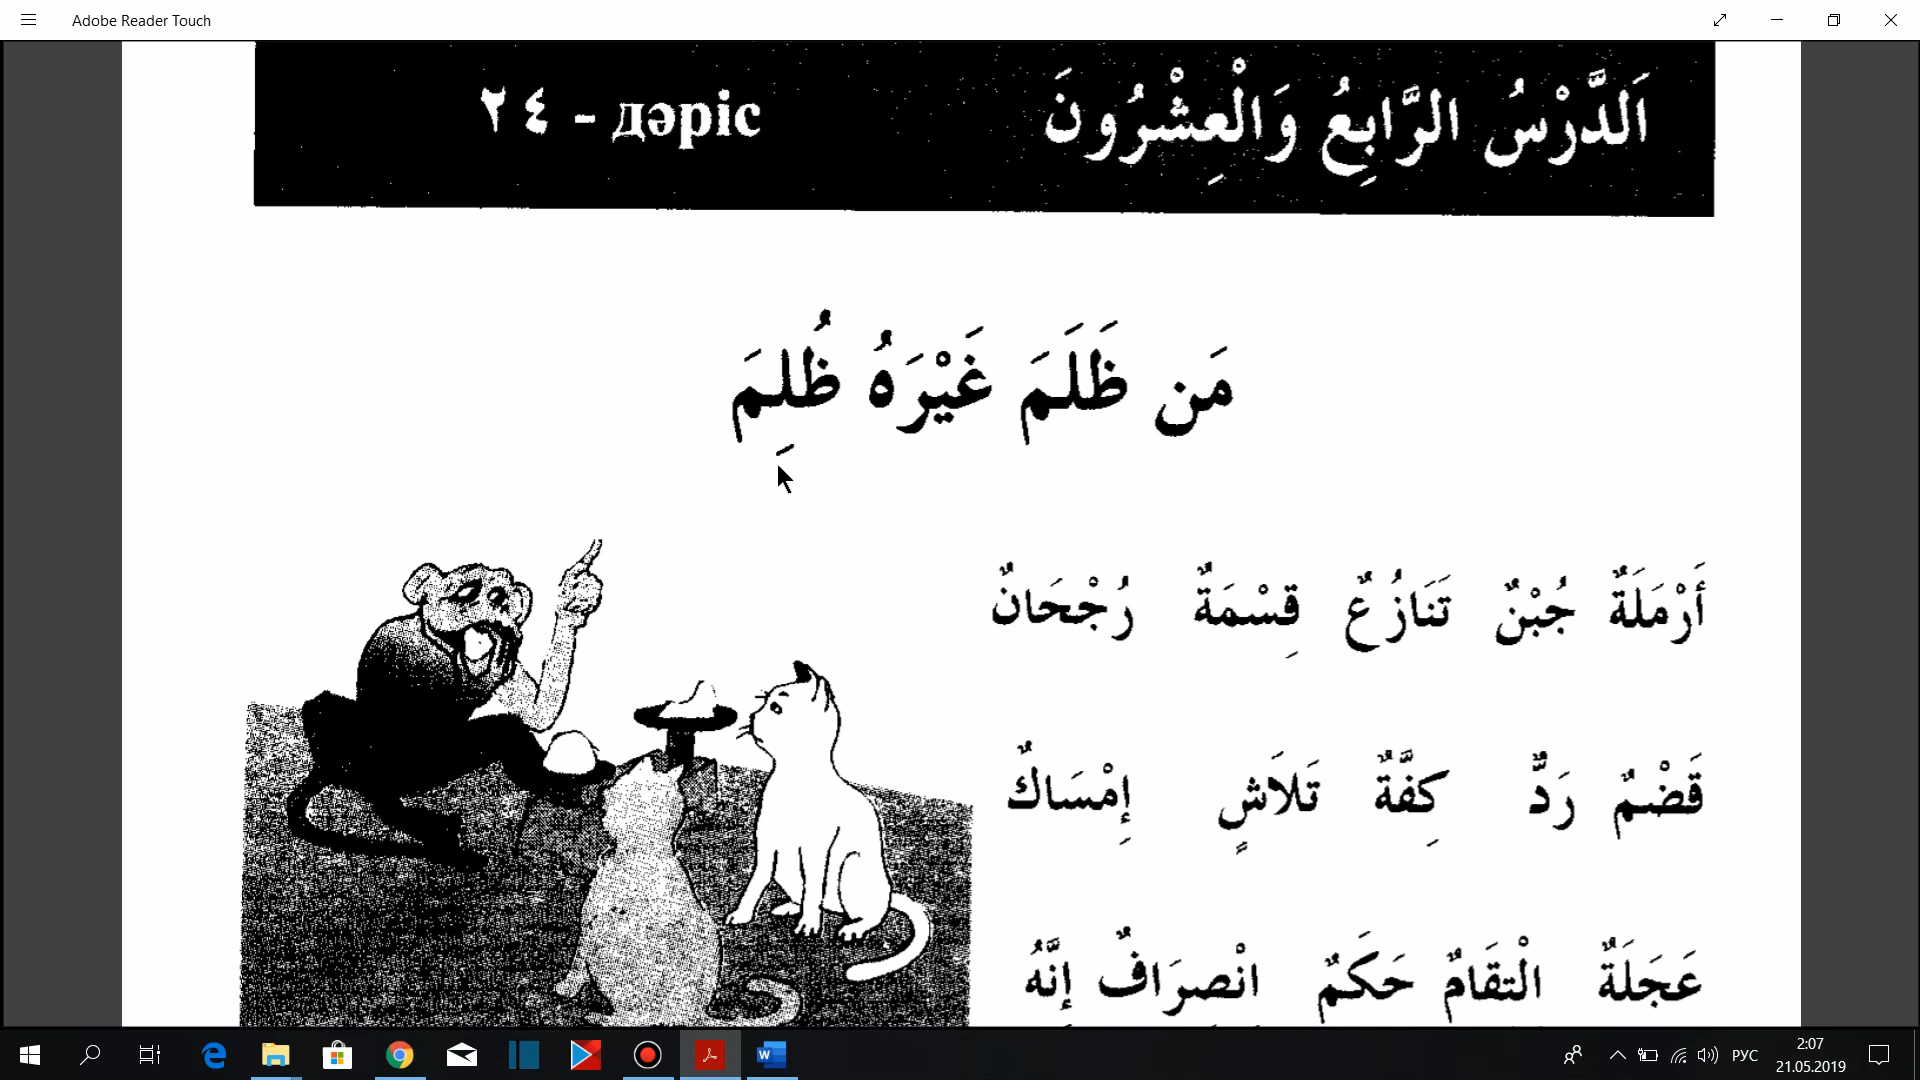 Adobe Reader Touch
اَلدَّرْسُ الرَّابِعُ وَالْعِشْرُونَ ٢٤ - дәріс
مَن ظَلَمَ غَيْرَهُ ظُلِمَ
أَرْمَلَةٌ جُبْنٌ تَنَازُعٌ قِسْمَةٌ رُجْحَانٌ
قَضْمٌ رَدٌّ كِفَّةٌ تَلَاشٍ إِمْسَاكٌ
عَجَلَةٌ الْتِقَامٌ حَكَمٌ انْصِرَافٌ إِنَّهُ
РУС
2:07
21.05.2019